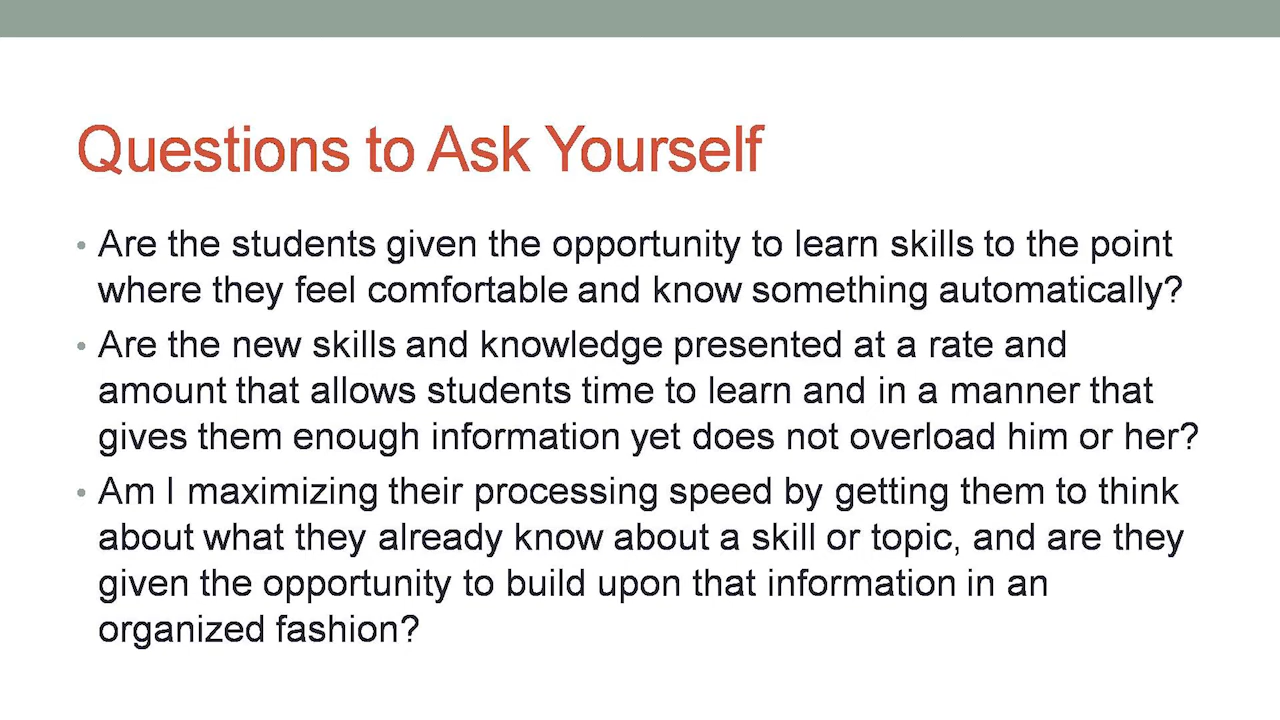 Questions to Ask Yourself
• Are the students given the opportunity to learn skills to the point
where they feel comfortable and know something automatically?
• Are the new skills and knowledge presented at a rate and
amount that allows students time to learn and in a manner that
gives them enough information yet does not overload him or her?
• Am I maximizing their processing speed by getting them to think
about what they already know about a skill or topic, and are they
given the opportunity to build upon that information in an
organized fashion?